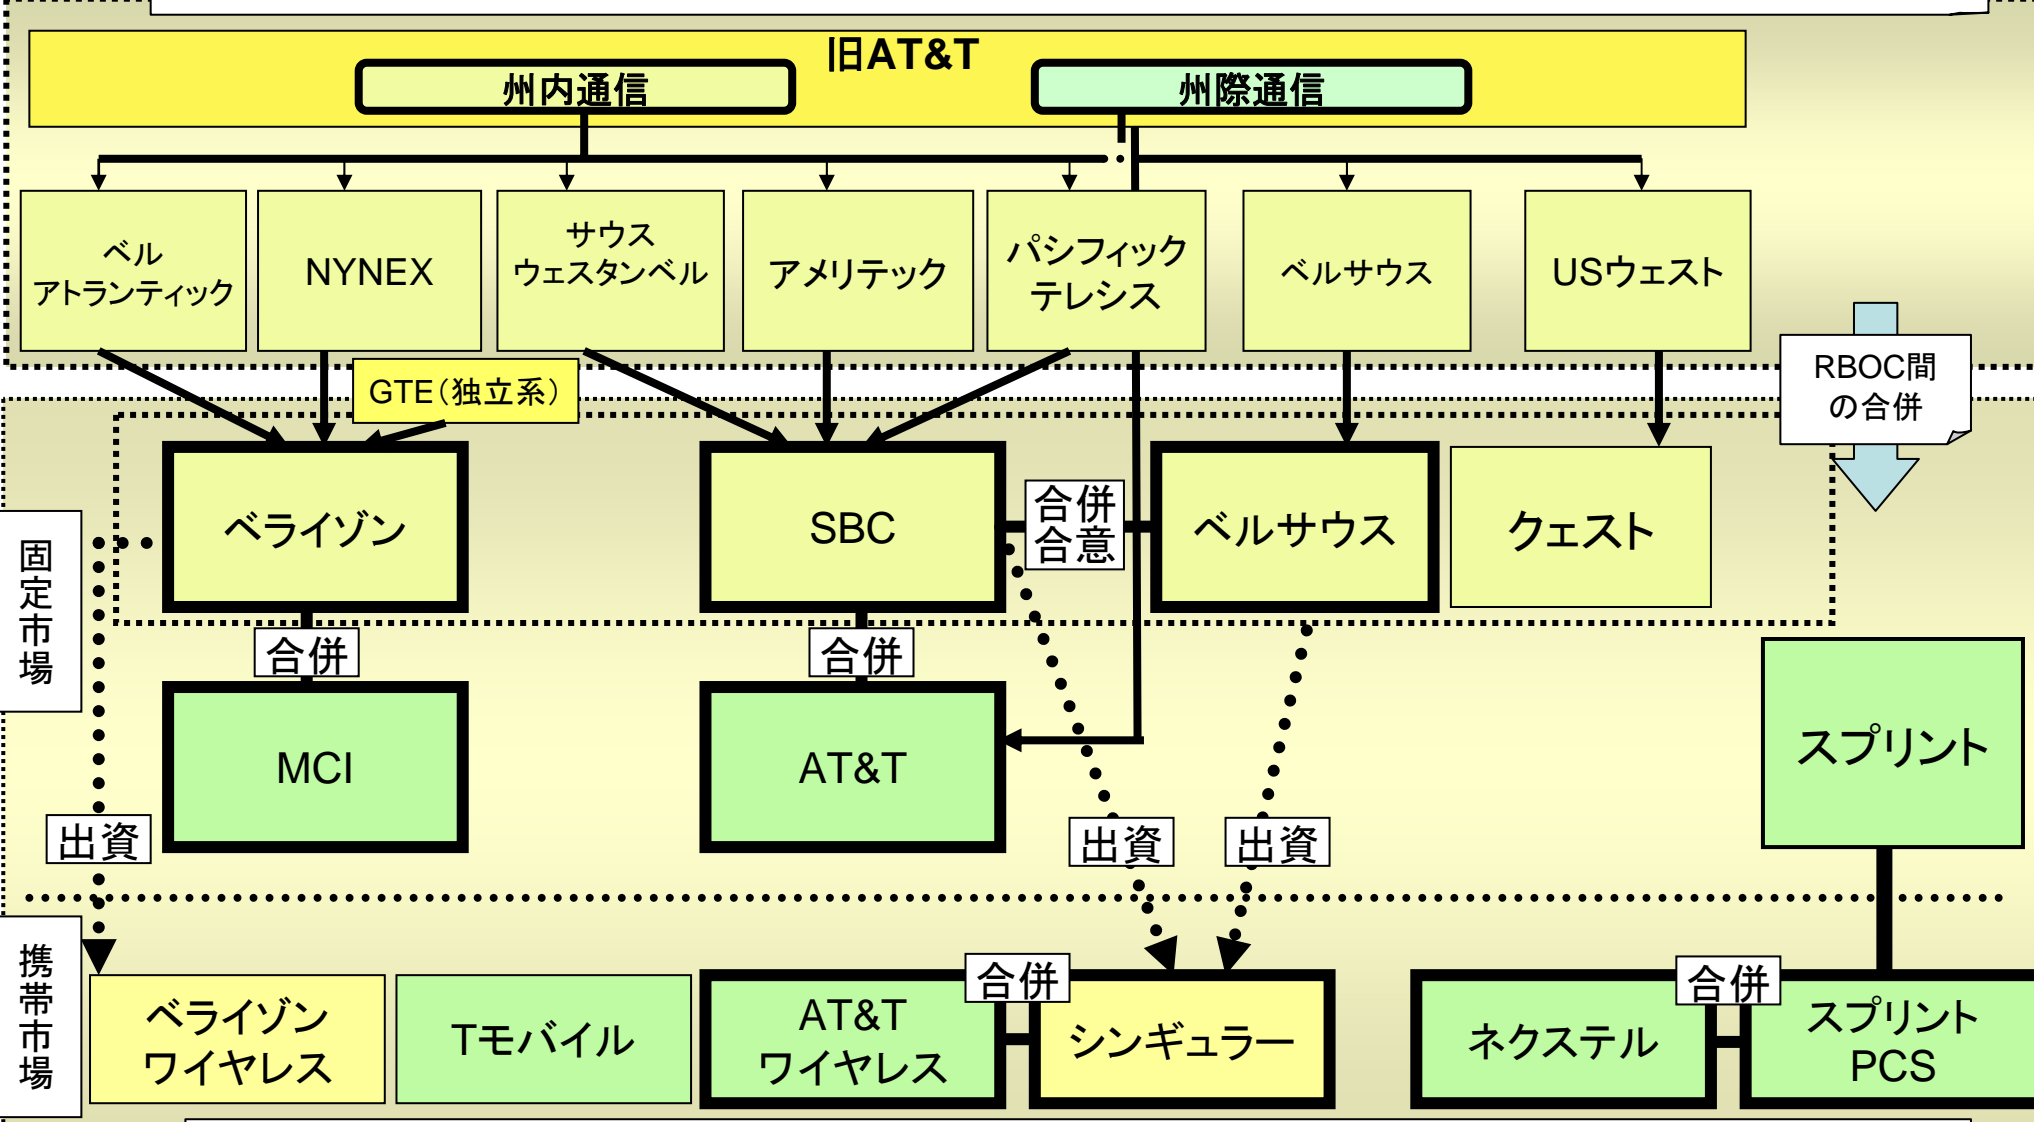 旧AT&T
州内通信
州際通信
ベル
アトランティック
NYNEX
サウス
ウェスタンベル
アメリテック
パシフィック
テレシス
ベルサウス
USウェスト
RBOC間
の合併
GTE(独立系)
ベライゾン
SBC
合併
合意
ベルサウス
クェスト
固定市場
合併
合併
MCI
AT&T
スプリント
出資
出資
出資
携帯市場
ベライゾン
ワイヤレス
Tモバイル
AT&T
ワイヤレス
合併
シンギュラー
ネクステル
合併
スプリント
PCS